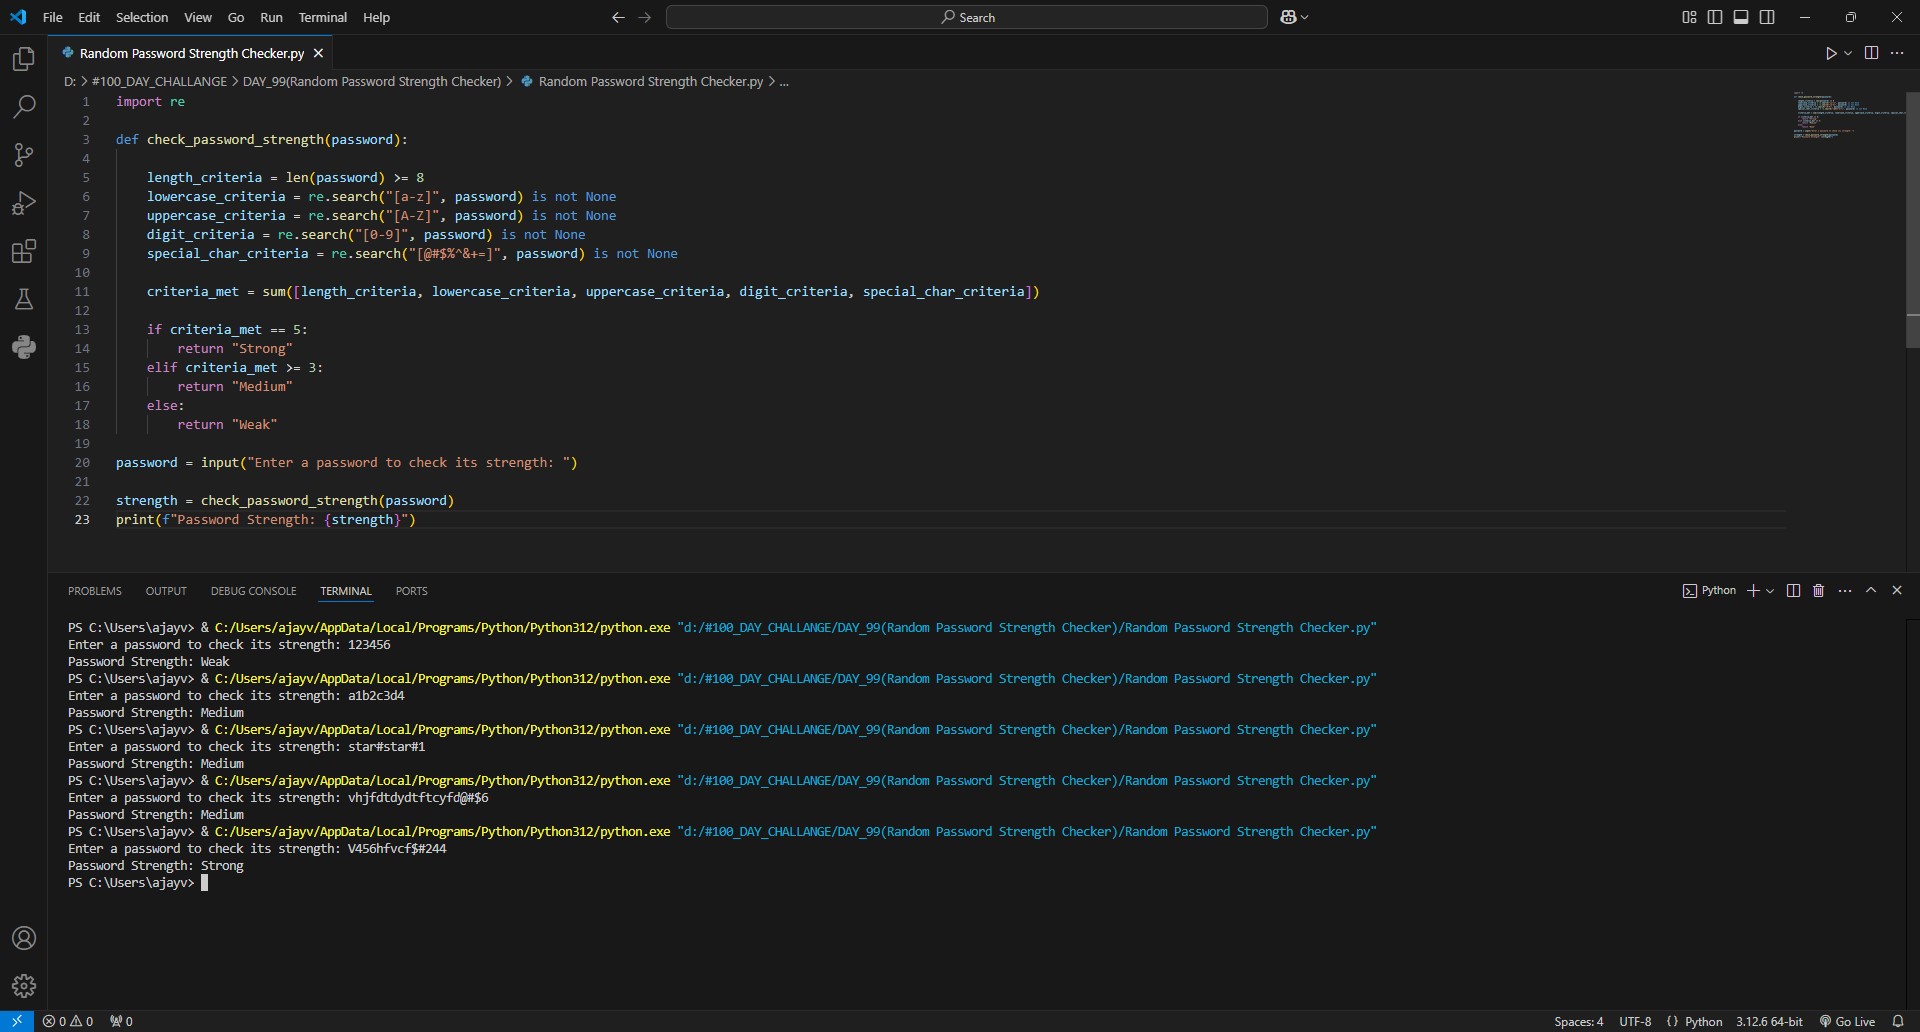 File Edit Selection View Go Run Terminal Help
Search
Random Password Strength Checker.py
D: > #100_DAY_CHALLANGE > DAY_99(Random Password Strength Checker) > Random Password Strength Checker.py > ...
1 import re
2
3 def check_password_strength(password):
4
5 length_criteria = len(password) >= 8
6 lowercase_criteria = re.search("[a-z]", password) is not None
7 uppercase_criteria = re.search("[A-Z]", password) is not None
8 digit_criteria = re.search("[0-9]", password) is not None
9 special_char_criteria = re.search("[@#$%^&+=]", password) is not None
10
11 criteria_met = sum([length_criteria, lowercase_criteria, uppercase_criteria, digit_criteria, special_char_criteria])
12
13 if criteria_met == 5:
14 return "Strong"
15 elif criteria_met >= 3:
16 return "Medium"
17 else:
18 return "Weak"
19
20 password = input("Enter a password to check its strength: ")
21
22 strength = check_password_strength(password)
23 print(f"Password Strength: {strength}")
PROBLEMS OUTPUT DEBUG CONSOLE TERMINAL PORTS
Python
PS C:\Users\ajayv> & C:/Users/ajayv/AppData/Local/Programs/Python/Python312/python.exe "d:/#100_DAY_CHALLANGE/DAY_99(Random Password Strength Checker)/Random Password Strength Checker.py"
Enter a password to check its strength: 123456
Password Strength: Weak
PS C:\Users\ajayv> & C:/Users/ajayv/AppData/Local/Programs/Python/Python312/python.exe "d:/#100_DAY_CHALLANGE/DAY_99(Random Password Strength Checker)/Random Password Strength Checker.py"
Enter a password to check its strength: a1b2c3d4
Password Strength: Medium
PS C:\Users\ajayv> & C:/Users/ajayv/AppData/Local/Programs/Python/Python312/python.exe "d:/#100_DAY_CHALLANGE/DAY_99(Random Password Strength Checker)/Random Password Strength Checker.py"
Enter a password to check its strength: star#star#1
Password Strength: Medium
PS C:\Users\ajayv> & C:/Users/ajayv/AppData/Local/Programs/Python/Python312/python.exe "d:/#100_DAY_CHALLANGE/DAY_99(Random Password Strength Checker)/Random Password Strength Checker.py"
Enter a password to check its strength: vhjfdtdydtftcyfd@#$6
Password Strength: Medium
PS C:\Users\ajayv> & C:/Users/ajayv/AppData/Local/Programs/Python/Python312/python.exe "d:/#100_DAY_CHALLANGE/DAY_99(Random Password Strength Checker)/Random Password Strength Checker.py"
Enter a password to check its strength: V456hfvcf$#244
Password Strength: Strong
PS C:\Users\ajayv>
0 0 0 Spaces: 4 UTF-8 {} Python 3.12.6 64-bit Go Live